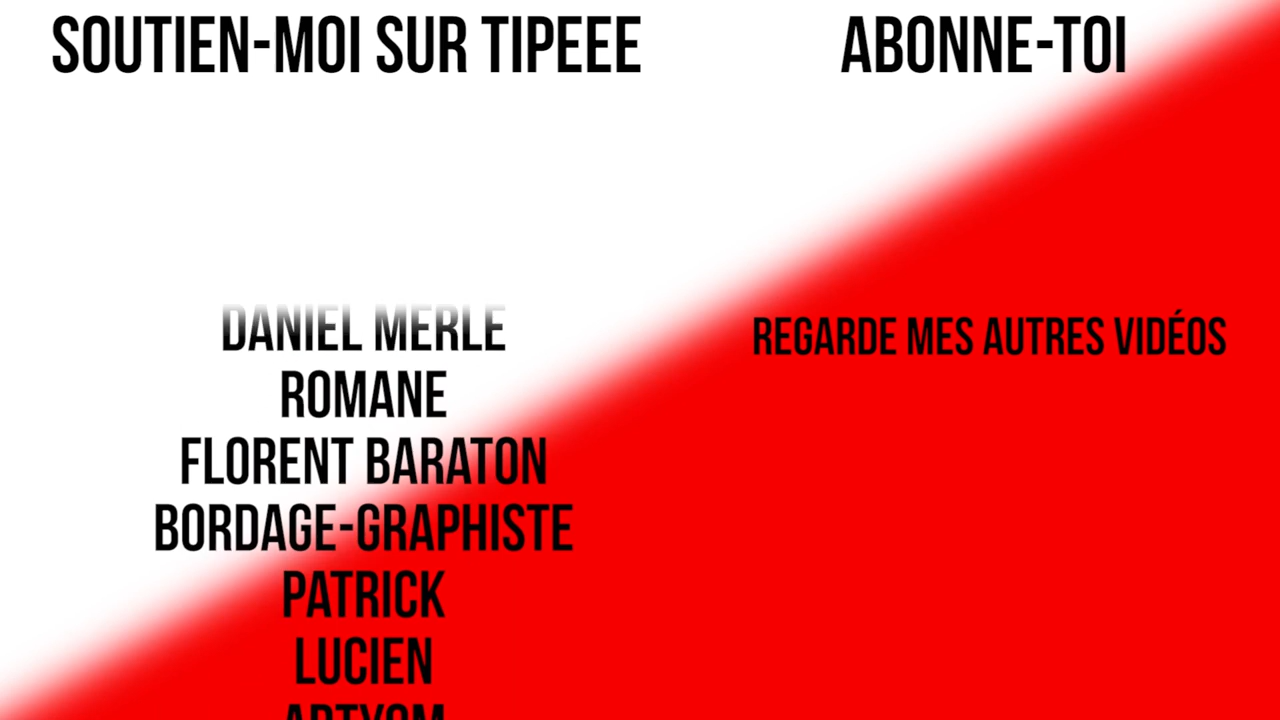 SOUTIEN-MOI SUR TIPEEE
ABONNE-TOI
DANIEL MERLE
ROMANE
FLORENT BARATON
BORDAGE-GRAPHISTE
PATRICK
LUCIEN
ARTYOM
REGARDE MES AUTRES VIDÉOS